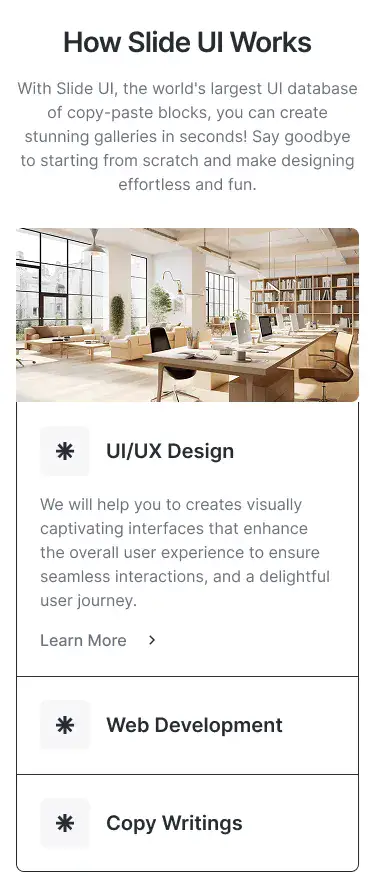 How Slide UI Works
With Slide UI, the world's largest UI database
of copy-paste blocks, you can create
stunning galleries in seconds! Say goodbye
to starting from scratch and make designing
effortless and fun.
UI/UX Design
We will help you to creates visually
captivating interfaces that enhance
the overall user experience to ensure
seamless interactions, and a delightful
user journey.
Learn More
Web Development
Copy Writings